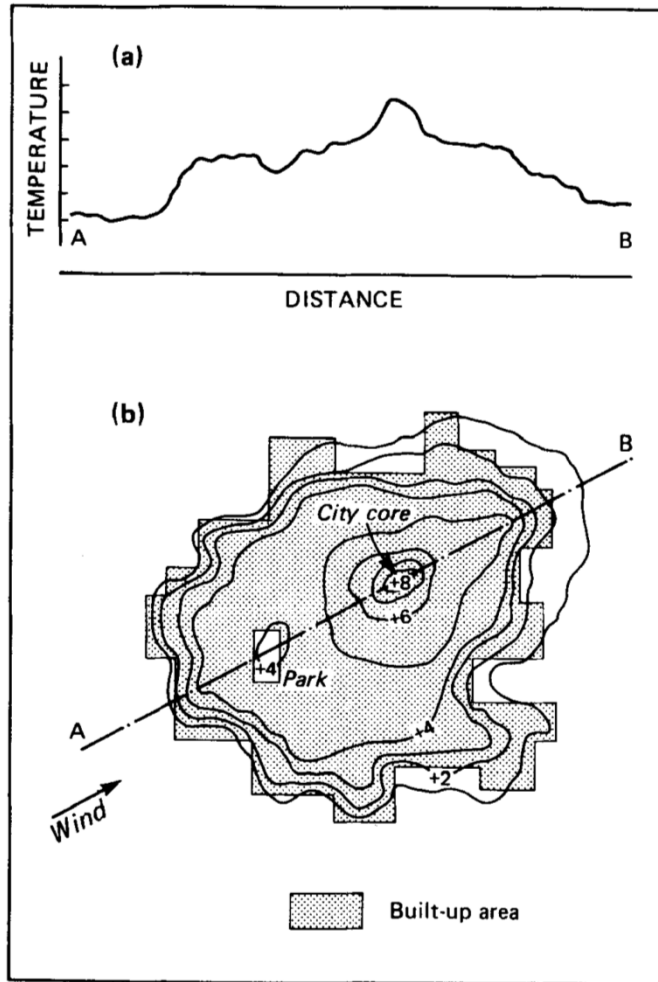 (a)
TEMPERATURE
A
B
DISTANCE
(b)
B
City core
+8
+6
+4
Park
A
+4
+2
Wind
Built-up area